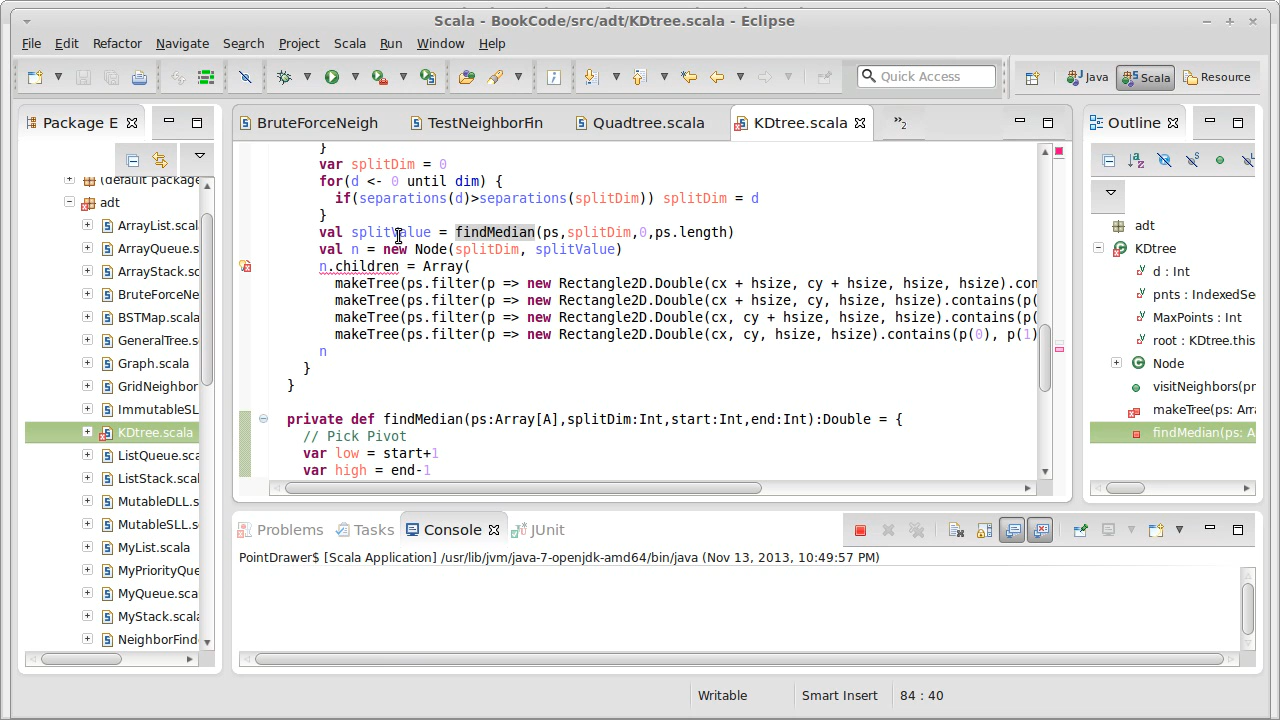 Scala - BookCode/src/adt/KDtree.scala - Eclipse
File Edit Refactor Navigate Search Project Scala Run Window Help
Quick Access
Java
Scala
Resource
Package E
BruteForceNeigh
TestNeighborFin
Quadtree.scala
KDtree.scala
»2
Outline
(default package
adt
ArrayList.scal
ArrayQueue.s
ArrayStack.sc
BruteForceNe
BSTMap.scala
GeneralTree.s
Graph.scala
GridNeighbor
ImmutableSL
KDtree.scala
ListQueue.sc
ListStack.scal
MutableDLL.s
MutableSLL.s
MyList.scala
MyPriorityQue
MyQueue.sca
MyStack.scala
NeighborFind
}
var splitDim = 0
for(d <- 0 until dim) {
if(separations(d)>separations(splitDim)) splitDim = d
}
val splitValue = findMedian(ps,splitDim,0,ps.length)
val n = new Node(splitDim, splitValue)
n.children = Array(
makeTree(ps.filter(p => new Rectangle2D.Double(cx + hsize, cy + hsize, hsize, hsize).con
makeTree(ps.filter(p => new Rectangle2D.Double(cx + hsize, cy, hsize, hsize).contains(p(
makeTree(ps.filter(p => new Rectangle2D.Double(cx, cy + hsize, hsize, hsize).contains(p(
makeTree(ps.filter(p => new Rectangle2D.Double(cx, cy, hsize, hsize).contains(p(0), p(1)
n
}
}
private def findMedian(ps:Array[A],splitDim:Int,start:Int,end:Int):Double = {
// Pick Pivot
var low = start+1
var high = end-1
adt
KDtree
d : Int
pnts : IndexedSe
MaxPoints : Int
root : KDtree.this
Node
visitNeighbors(pr
makeTree(ps: Arra
findMedian(ps: A
Problems
Tasks
Console
JUnit
PointDrawer$ [Scala Application] /usr/lib/jvm/java-7-openjdk-amd64/bin/java (Nov 13, 2013, 10:49:57 PM)
Writable
Smart Insert
84 : 40